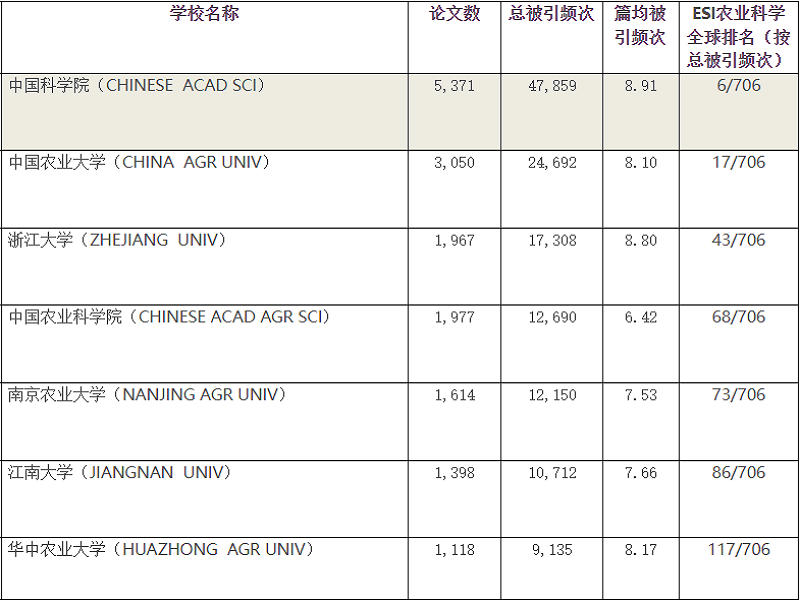 学校名称 论文数 总被引频次 篇均被引频次 ESI农业科学全球排名（按总被引频次）
中国科学院（CHINESE ACAD SCI） 5,371 47,859 8.91 6/706
中国农业大学（CHINA AGR UNIV） 3,050 24,692 8.10 17/706
浙江大学（ZHEJIANG UNIV） 1,967 17,308 8.80 43/706
中国农业科学院（CHINESE ACAD AGR SCI） 1,977 12,690 6.42 68/706
南京农业大学（NANJING AGR UNIV） 1,614 12,150 7.53 73/706
江南大学（JIANGNAN UNIV） 1,398 10,712 7.66 86/706
华中农业大学（HUAZHONG AGR UNIV） 1,118 9,135 8.17 117/706